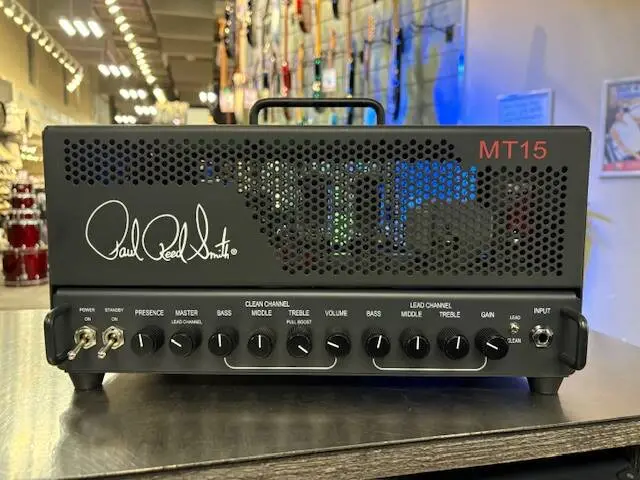 MT15
Paul Reed Smith®
POWER
ON
STANDBY
ON
PRESENCE
MASTER
LEAD CHANNEL
CLEAN CHANNEL
BASS
MIDDLE
TREBLE
PULL BOOST
VOLUME
LEAD CHANNEL
BASS
MIDDLE
TREBLE
GAIN
LEAD
CLEAN
INPUT